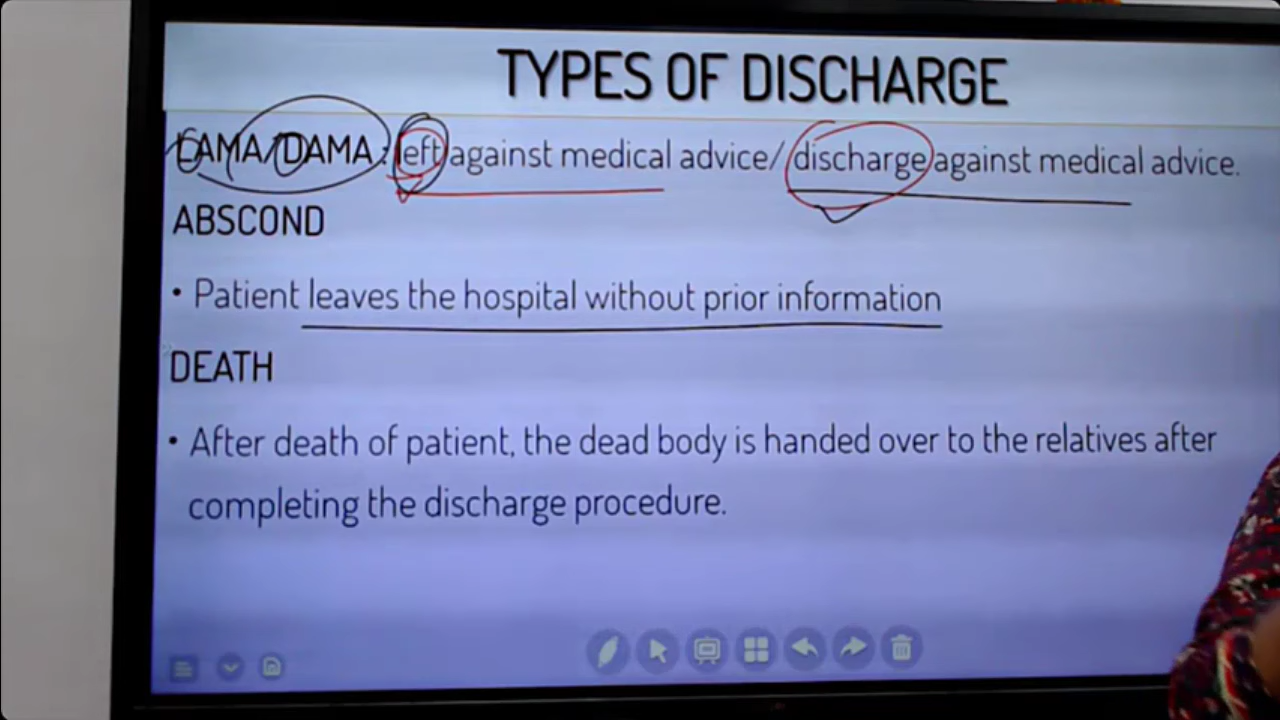 TYPES OF DISCHARGE
LAMA/DAMA: left against medical advice/ discharge against medical advice.
ABSCOND
• Patient leaves the hospital without prior information
DEATH
• After death of patient, the dead body is handed over to the relatives after
completing the discharge procedure.